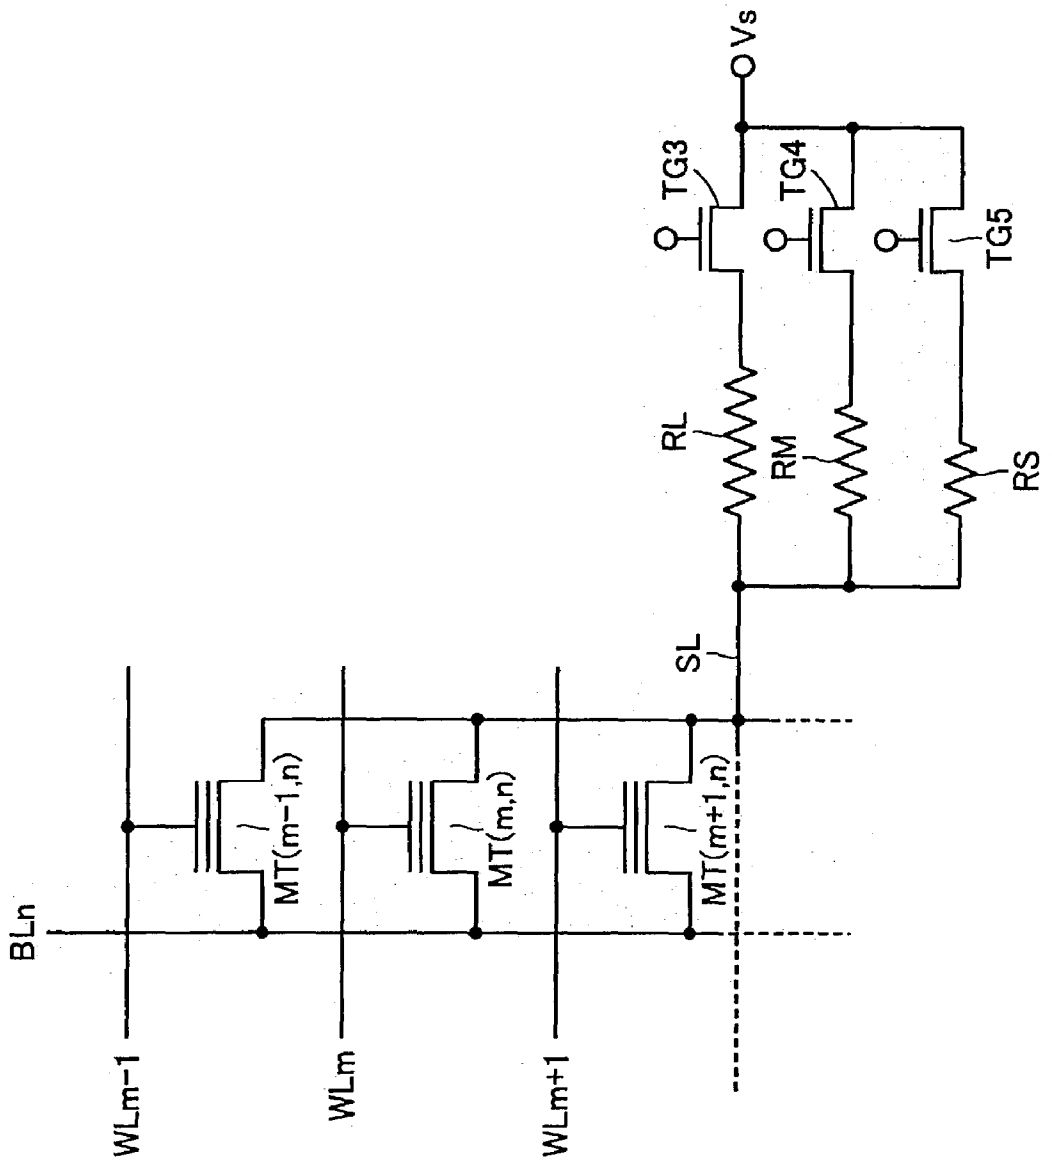 BLn
WLm-1
WLm
WLm+1
MT(m-1,n)
MT(m,n)
MT(m+1,n)
SL
RL
RM
RS
TG3
TG4
TG5
Vs